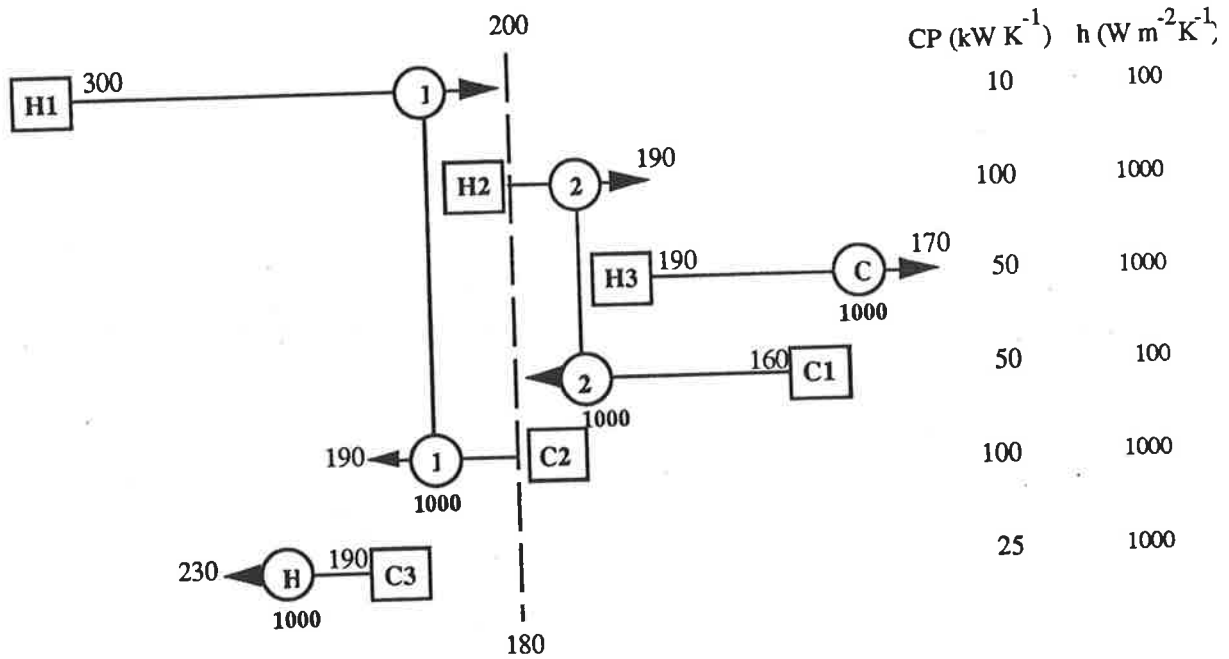 200
CP (kW K⁻¹) h (W m⁻²K⁻¹)
H1 300 1 10 100
H2 2 190 100 1000
H3 190 C 170 50 1000
1000
2 160 C1 50 100
1000
190 1 C2 100 1000
1000
230 H 190 C3 25 1000
1000
180